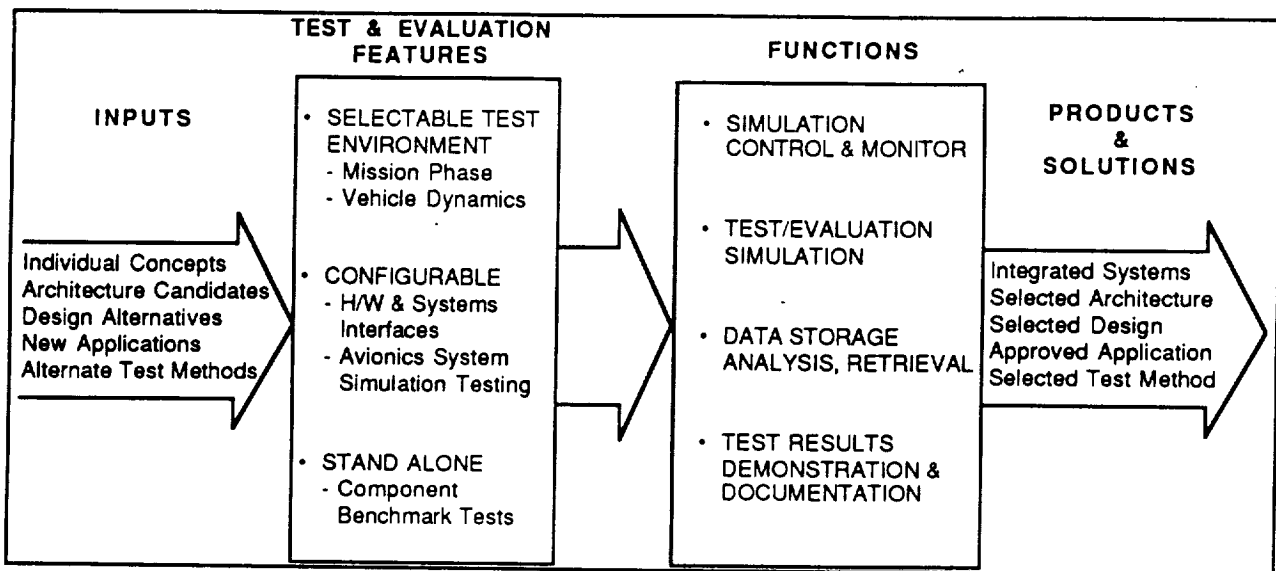 INPUTS
Individual Concepts
Architecture Candidates
Design Alternatives
New Applications
Alternate Test Methods
TEST & EVALUATION
FEATURES
• SELECTABLE TEST
ENVIRONMENT
- Mission Phase
- Vehicle Dynamics
• CONFIGURABLE
- H/W & Systems
Interfaces
- Avionics System
Simulation Testing
• STAND ALONE
- Component
Benchmark Tests
FUNCTIONS
• SIMULATION
CONTROL & MONITOR
• TEST/EVALUATION
SIMULATION
• DATA STORAGE
ANALYSIS, RETRIEVAL
• TEST RESULTS
DEMONSTRATION &
DOCUMENTATION
PRODUCTS
&
SOLUTIONS
Integrated Systems
Selected Architecture
Selected Design
Approved Application
Selected Test Method